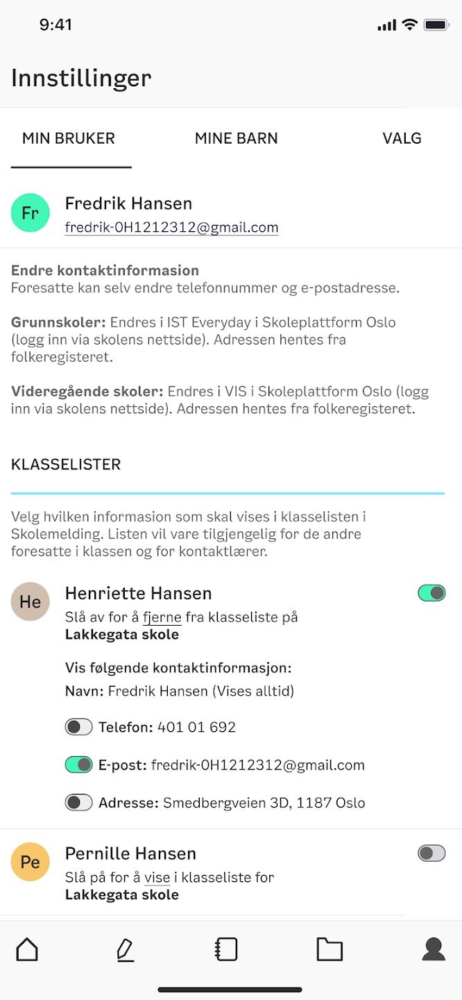 9:41
Innstillinger
MIN BRUKER
MINE BARN
VALG
Fr
Fredrik Hansen
fredrik-0H1212312@gmail.com
Endre kontaktinformasion
Foresatte kan selv endre telefonnummer og e-postadresse.
Grunnskoler: Endres i IST Everyday i Skoleplattform Oslo
(logg inn via skolens nettside). Adressen hentes fra
folkeregisteret.
Videregående skoler: Endres i VIS i Skoleplattform Oslo (logg
inn via skolens nettside). Adressen hentes fra folkeregisteret.
KLASSELISTER
Velg hvilken informasion som skal vises i klasselisten i
Skolemelding. Listen vil vare tilgjengelig for de andre
foresatte i klassen og for kontaktlærer.
He
Henriette Hansen
Slå av for å fjerne fra klasseliste på
Lakkegata skole
Vis følgende kontaktinformasjon:
Navn: Fredrik Hansen (Vises alltid)
Telefon: 401 01 692
E-post: fredrik-0H1212312@gmail.com
Adresse: Smedbergveien 3D, 1187 Oslo
Pe
Pernille Hansen
Slå på for å vise i klasseliste for
Lakkegata skole